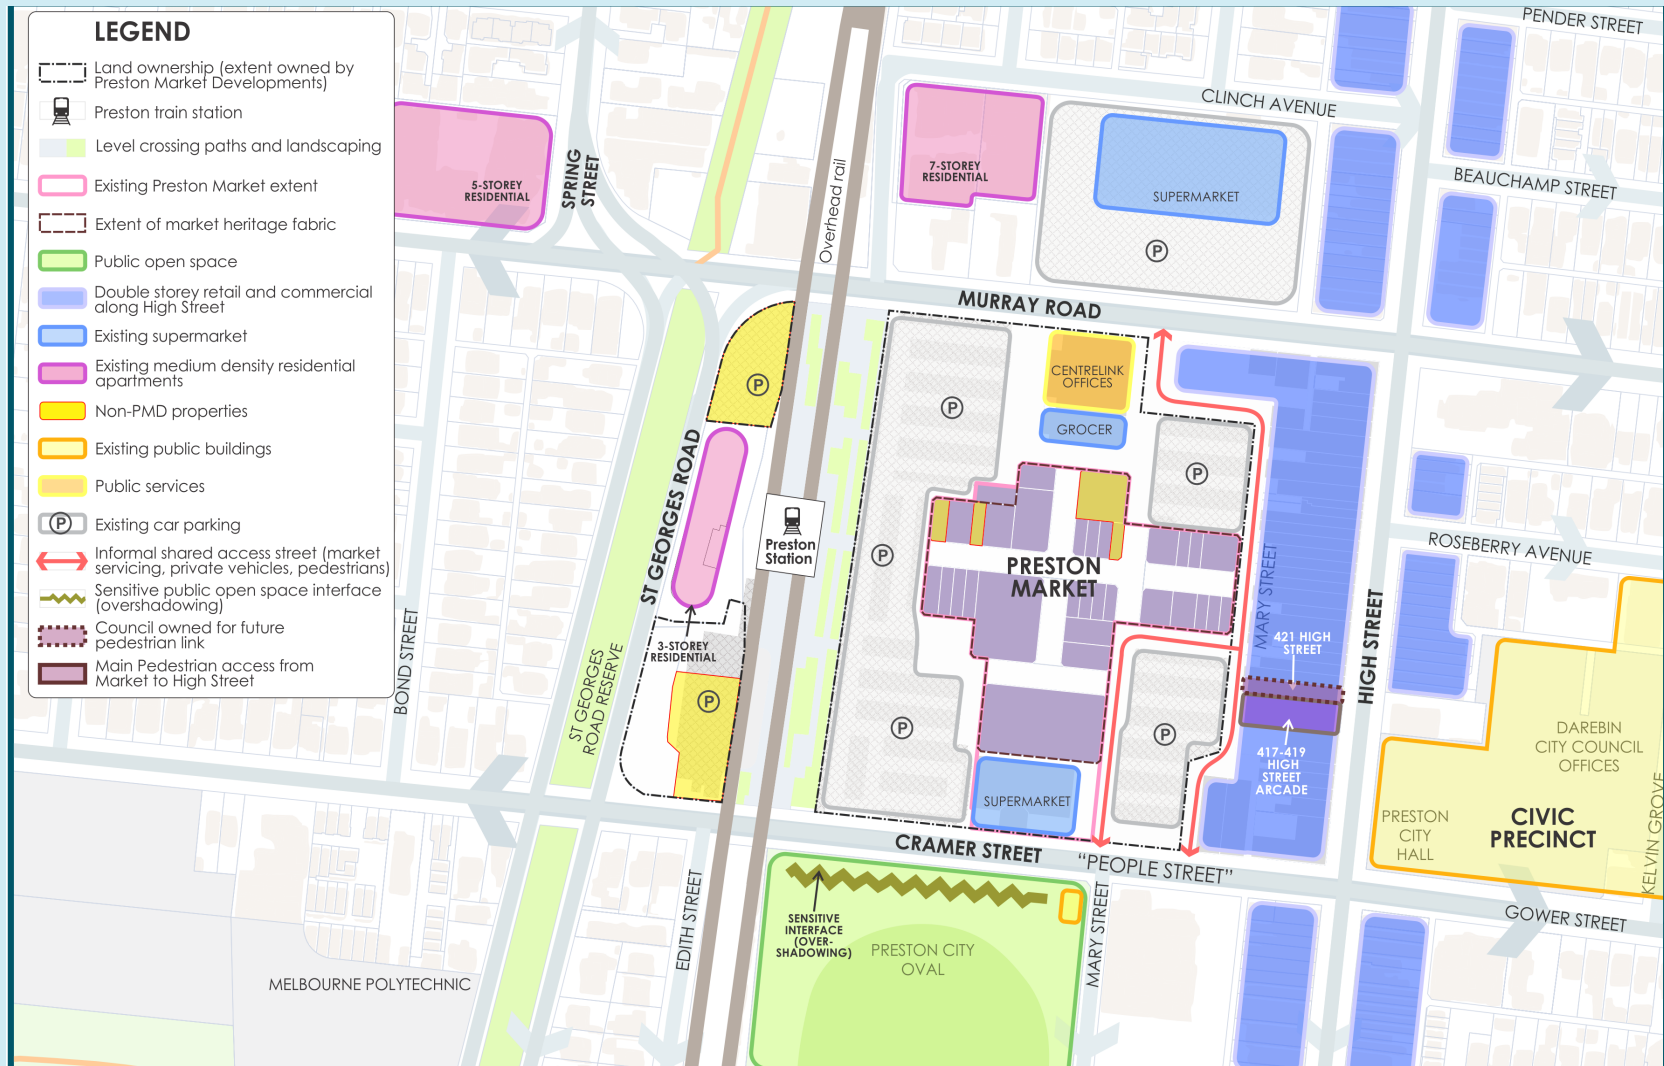 LEGEND
Land ownership (extent owned by
Preston Market Developments)
Preston train station
Level crossing paths and landscaping
Existing Preston Market extent
Extent of market heritage fabric
Public open space
Double storey retail and commercial
along High Street
Existing supermarket
Existing medium density residential
apartments
Non-PMD properties
Existing public buildings
Public services
P
Existing car parking
Informal shared access street (market
servicing, private vehicles, pedestrians)
Sensitive public open space interface
(overshadowing)
Council owned for future
pedestrian link
Main Pedestrian access from
Market to High Street
PENDER STREET
CLINCH AVENUE
BEAUCHAMP STREET
5-STOREY
RESIDENTIAL
SPRING
STREET
Overhead rail
7-STOREY
RESIDENTIAL
SUPERMARKET
P
MURRAY ROAD
P
P
CENTRELINK
OFFICES
GROCER
P
ST GEORGES ROAD
Preston
Station
P
PRESTON
MARKET
MARY STREET
ROSEBERRY AVENUE
HIGH STREET
3-STOREY
RESIDENTIAL
421 HIGH
STREET
BOND STREET
ST GEORGES
ROAD RESERVE
P
P
P
417-419
HIGH
STREET
ARCADE
DAREBIN
CITY COUNCIL
OFFICES
SUPERMARKET
PRESTON
CITY
HALL
CIVIC
PRECINCT
KELVIN GROVE
CRAMER STREET
"PEOPLE STREET"
GOWER STREET
EDITH STREET
SENSITIVE
INTERFACE
(OVER-
SHADOWING)
PRESTON CITY
OVAL
MARY STREET
MELBOURNE POLYTECHNIC